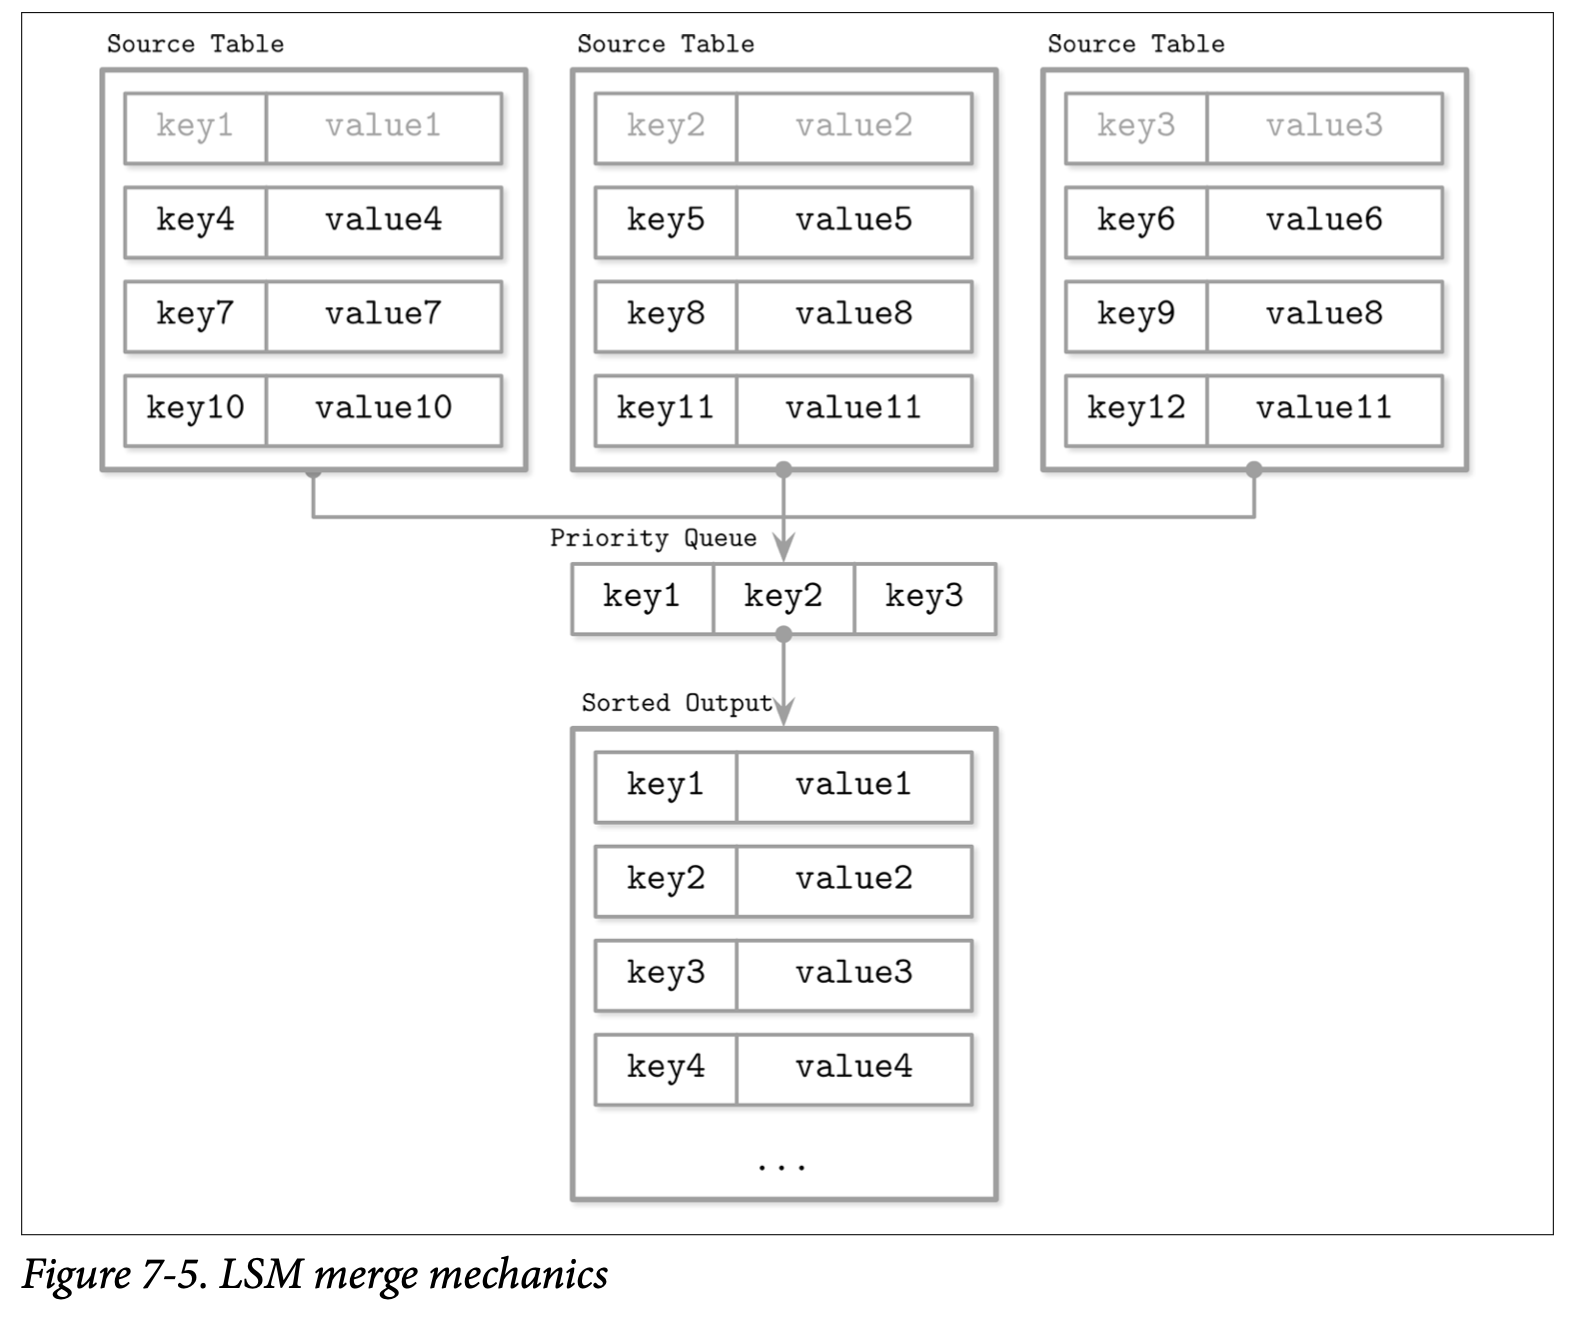 Source Table Source Table Source Table
key1 value1 key2 value2 key3 value3
key4 value4 key5 value5 key6 value6
key7 value7 key8 value8 key9 value8
key10 value10 key11 value11 key12 value11
Priority Queue
key1 key2 key3
Sorted Output
key1 value1
key2 value2
key3 value3
key4 value4
...
Figure 7-5. LSM merge mechanics